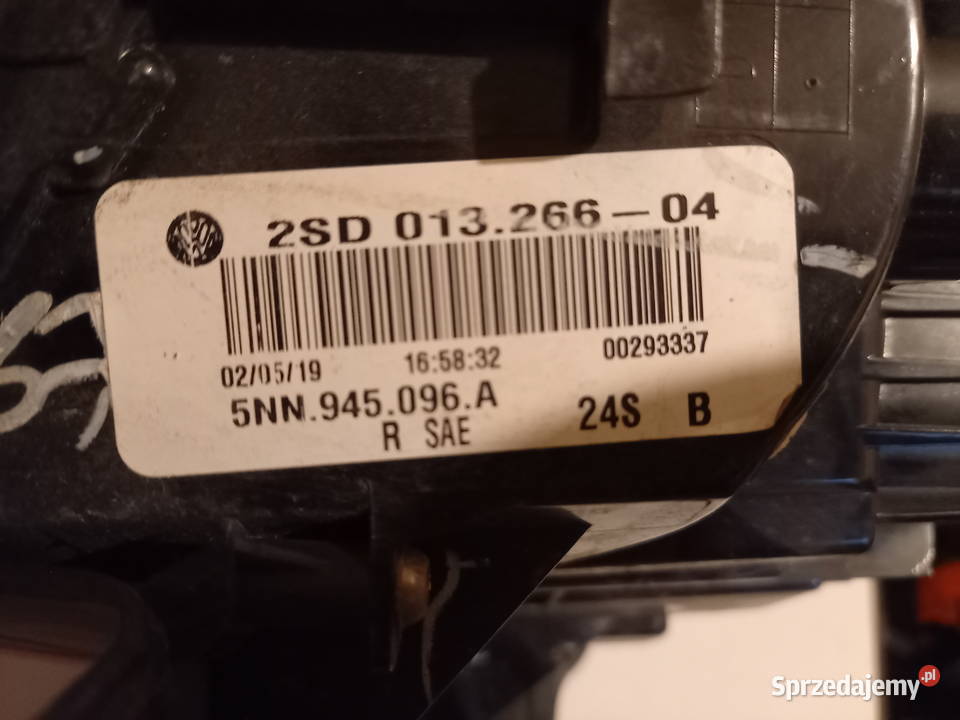 2SD 013.266-04
02/05/19 16:58:32 00293337
5NN.945.096.A 24S B
R SAE
Sprzedajemy.pl